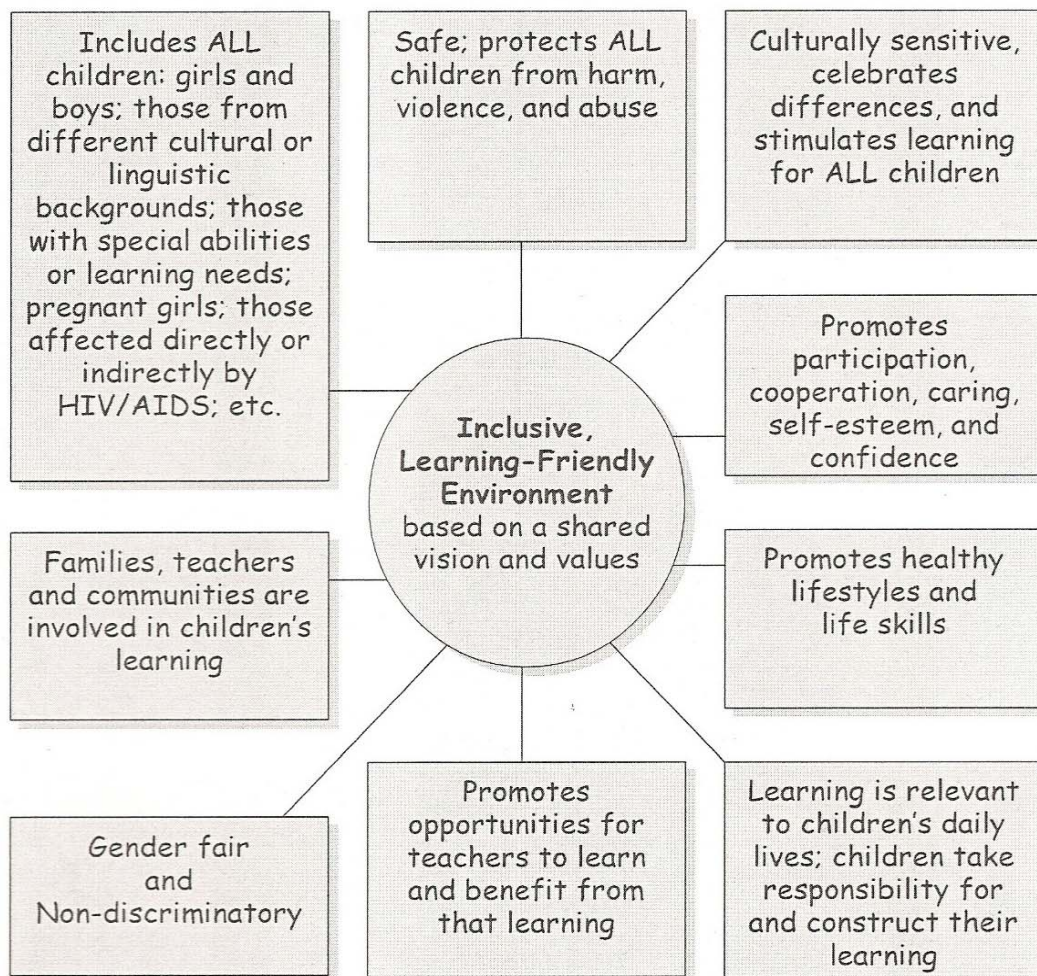 Includes ALL
children: girls and
boys; those from
different cultural or
linguistic
backgrounds; those
with special abilities
or learning needs;
pregnant girls; those
affected directly or
indirectly by
HIV/AIDS; etc.
Safe; protects ALL
children from harm,
violence, and abuse
Culturally sensitive,
celebrates
differences, and
stimulates learning
for ALL children
Promotes
participation,
cooperation, caring,
self-esteem, and
confidence
Inclusive,
Learning-Friendly
Environment
based on a shared
vision and values
Families, teachers
and communities are
involved in children's
learning
Promotes healthy
lifestyles and
life skills
Gender fair
and
Non-discriminatory
Promotes
opportunities for
teachers to learn
and benefit from
that learning
Learning is relevant
to children's daily
lives; children take
responsibility for
and construct their
learning